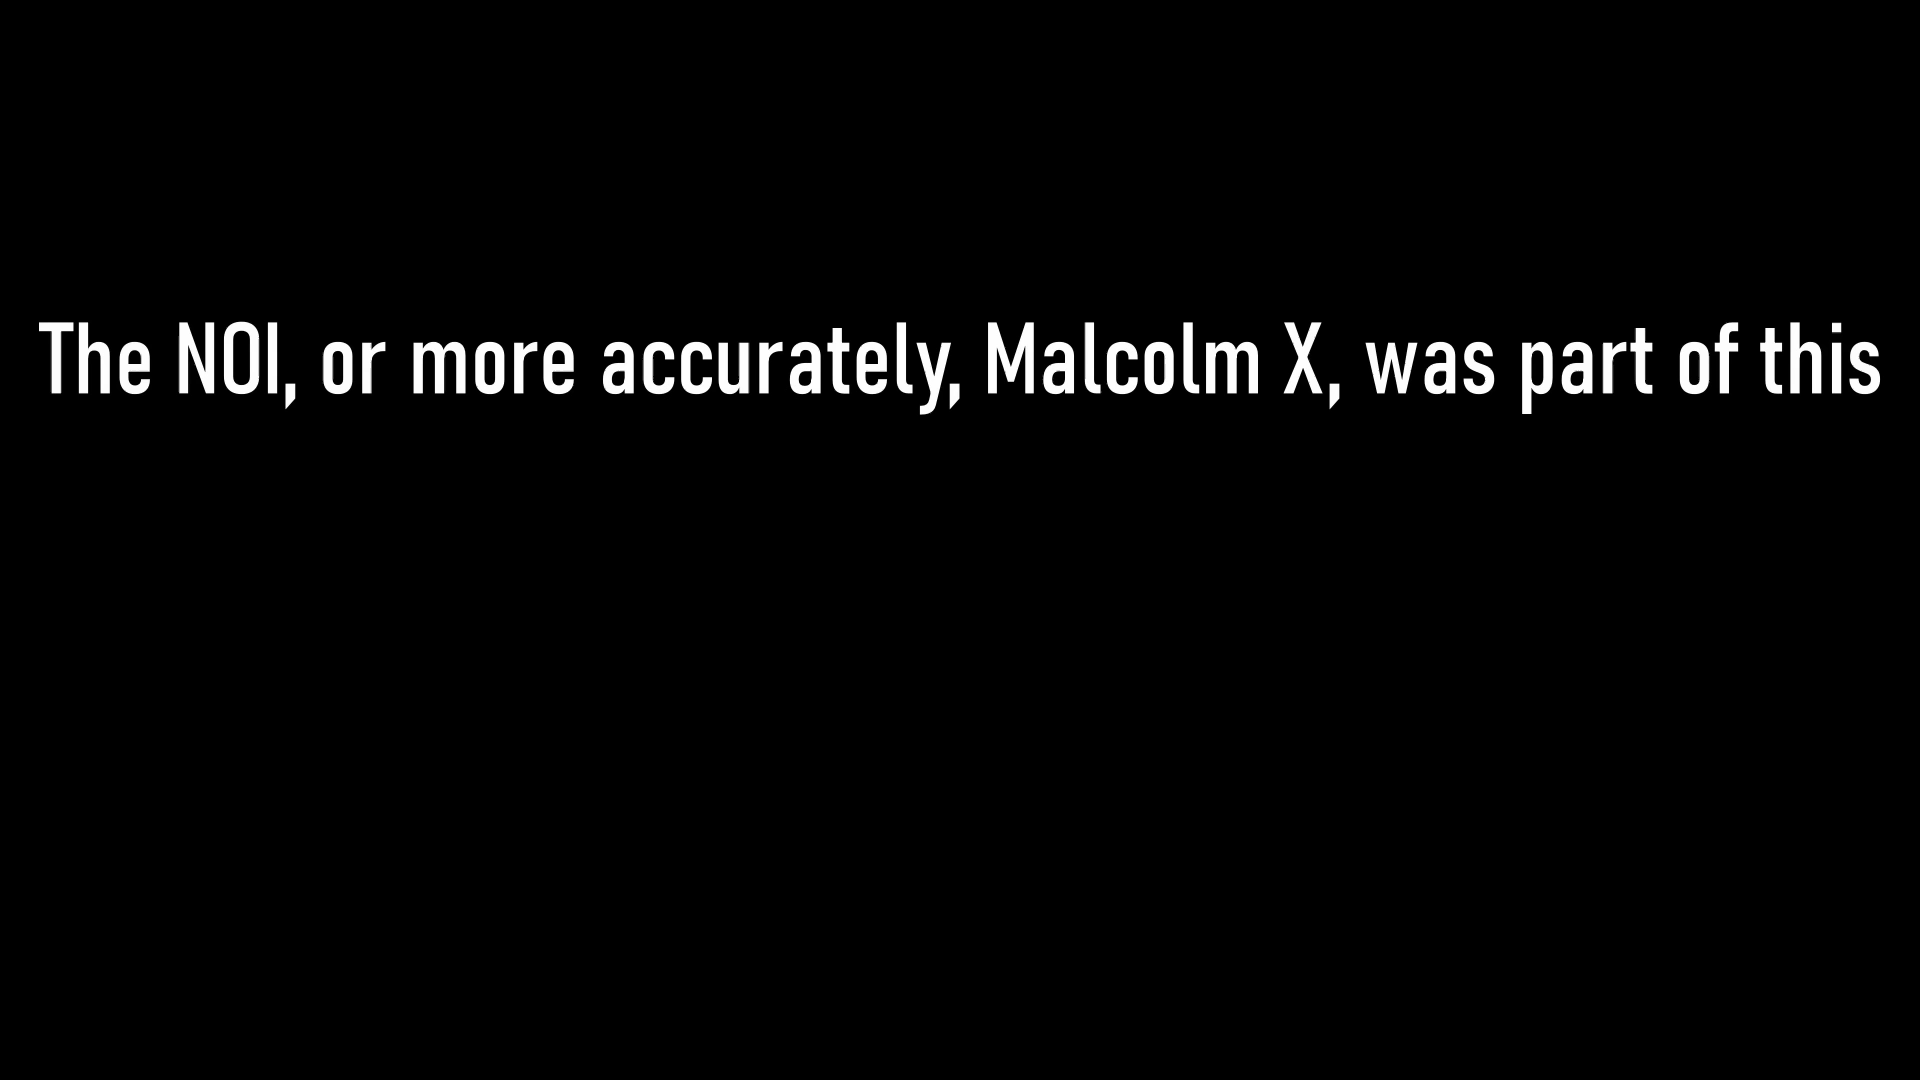 The NOI, or more accurately, Malcolm X, was part of this